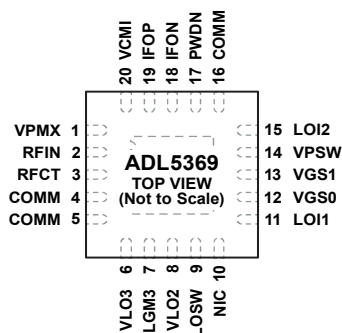 20 VCMI
19 IFOP
18 IFON
17 PWDN
16 COMM
VPMX 1
RFIN 2
RFCT 3
COMM 4
COMM 5
ADL5369
TOP VIEW
(Not to Scale)
15 LOI2
14 VPSW
13 VGS1
12 VGS0
11 LOI1
VLO3 6
LGM3 7
VLO2 8
LOSW 9
NIC 10